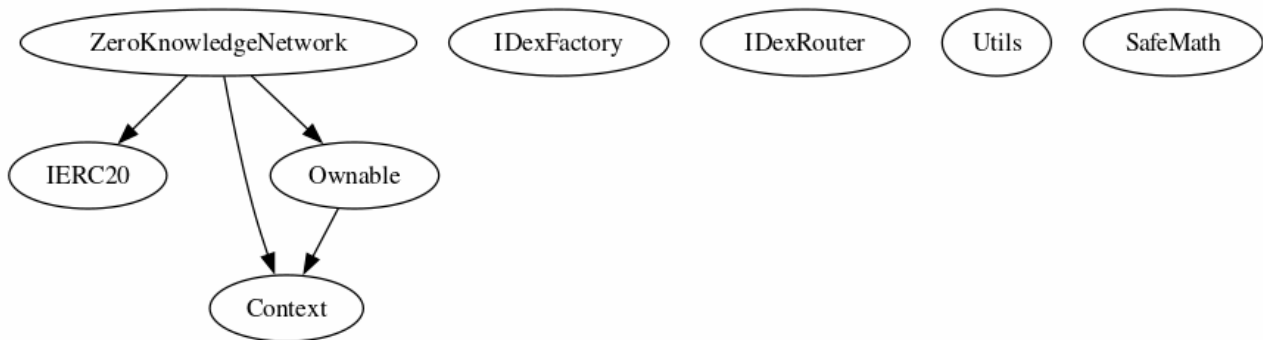 ZeroKnowledgeNetwork
IDexFactory
IDexRouter
Utils
SafeMath
IERC20
Ownable
Context